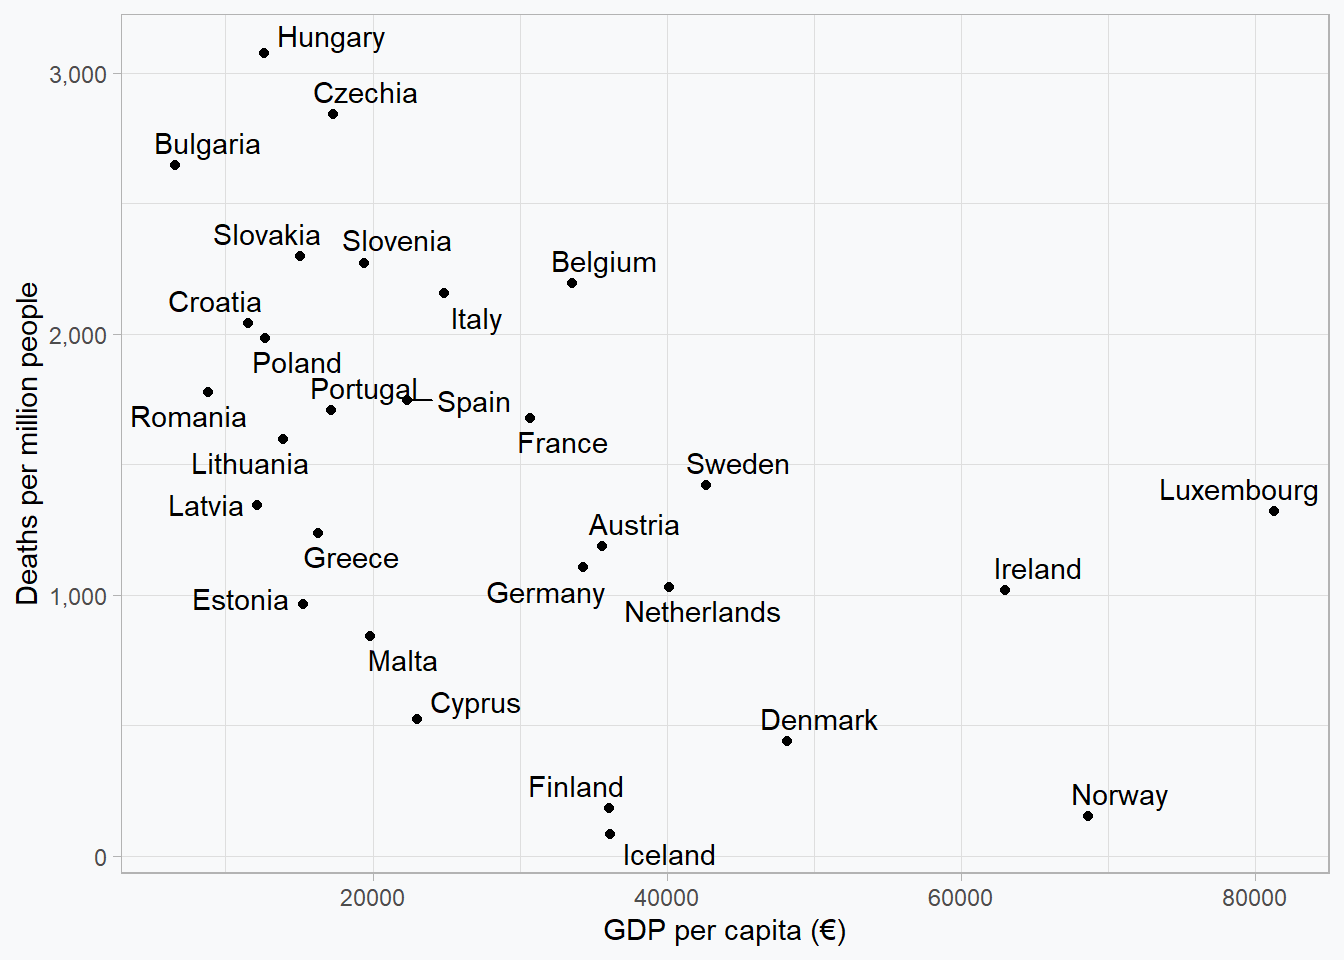 Hungary
3,000
Czechia
Bulgaria
Slovakia
Slovenia
Belgium
Croatia
Italy
2,000
Poland
Portugal
Spain
Romania
France
Lithuania
Sweden
Luxembourg
Latvia
Austria
Greece
Ireland
Germany
1,000
Estonia
Netherlands
Malta
Cyprus
Denmark
Finland
Norway
Iceland
0
20000 40000 60000 80000
GDP per capita (€)
Deaths per million people